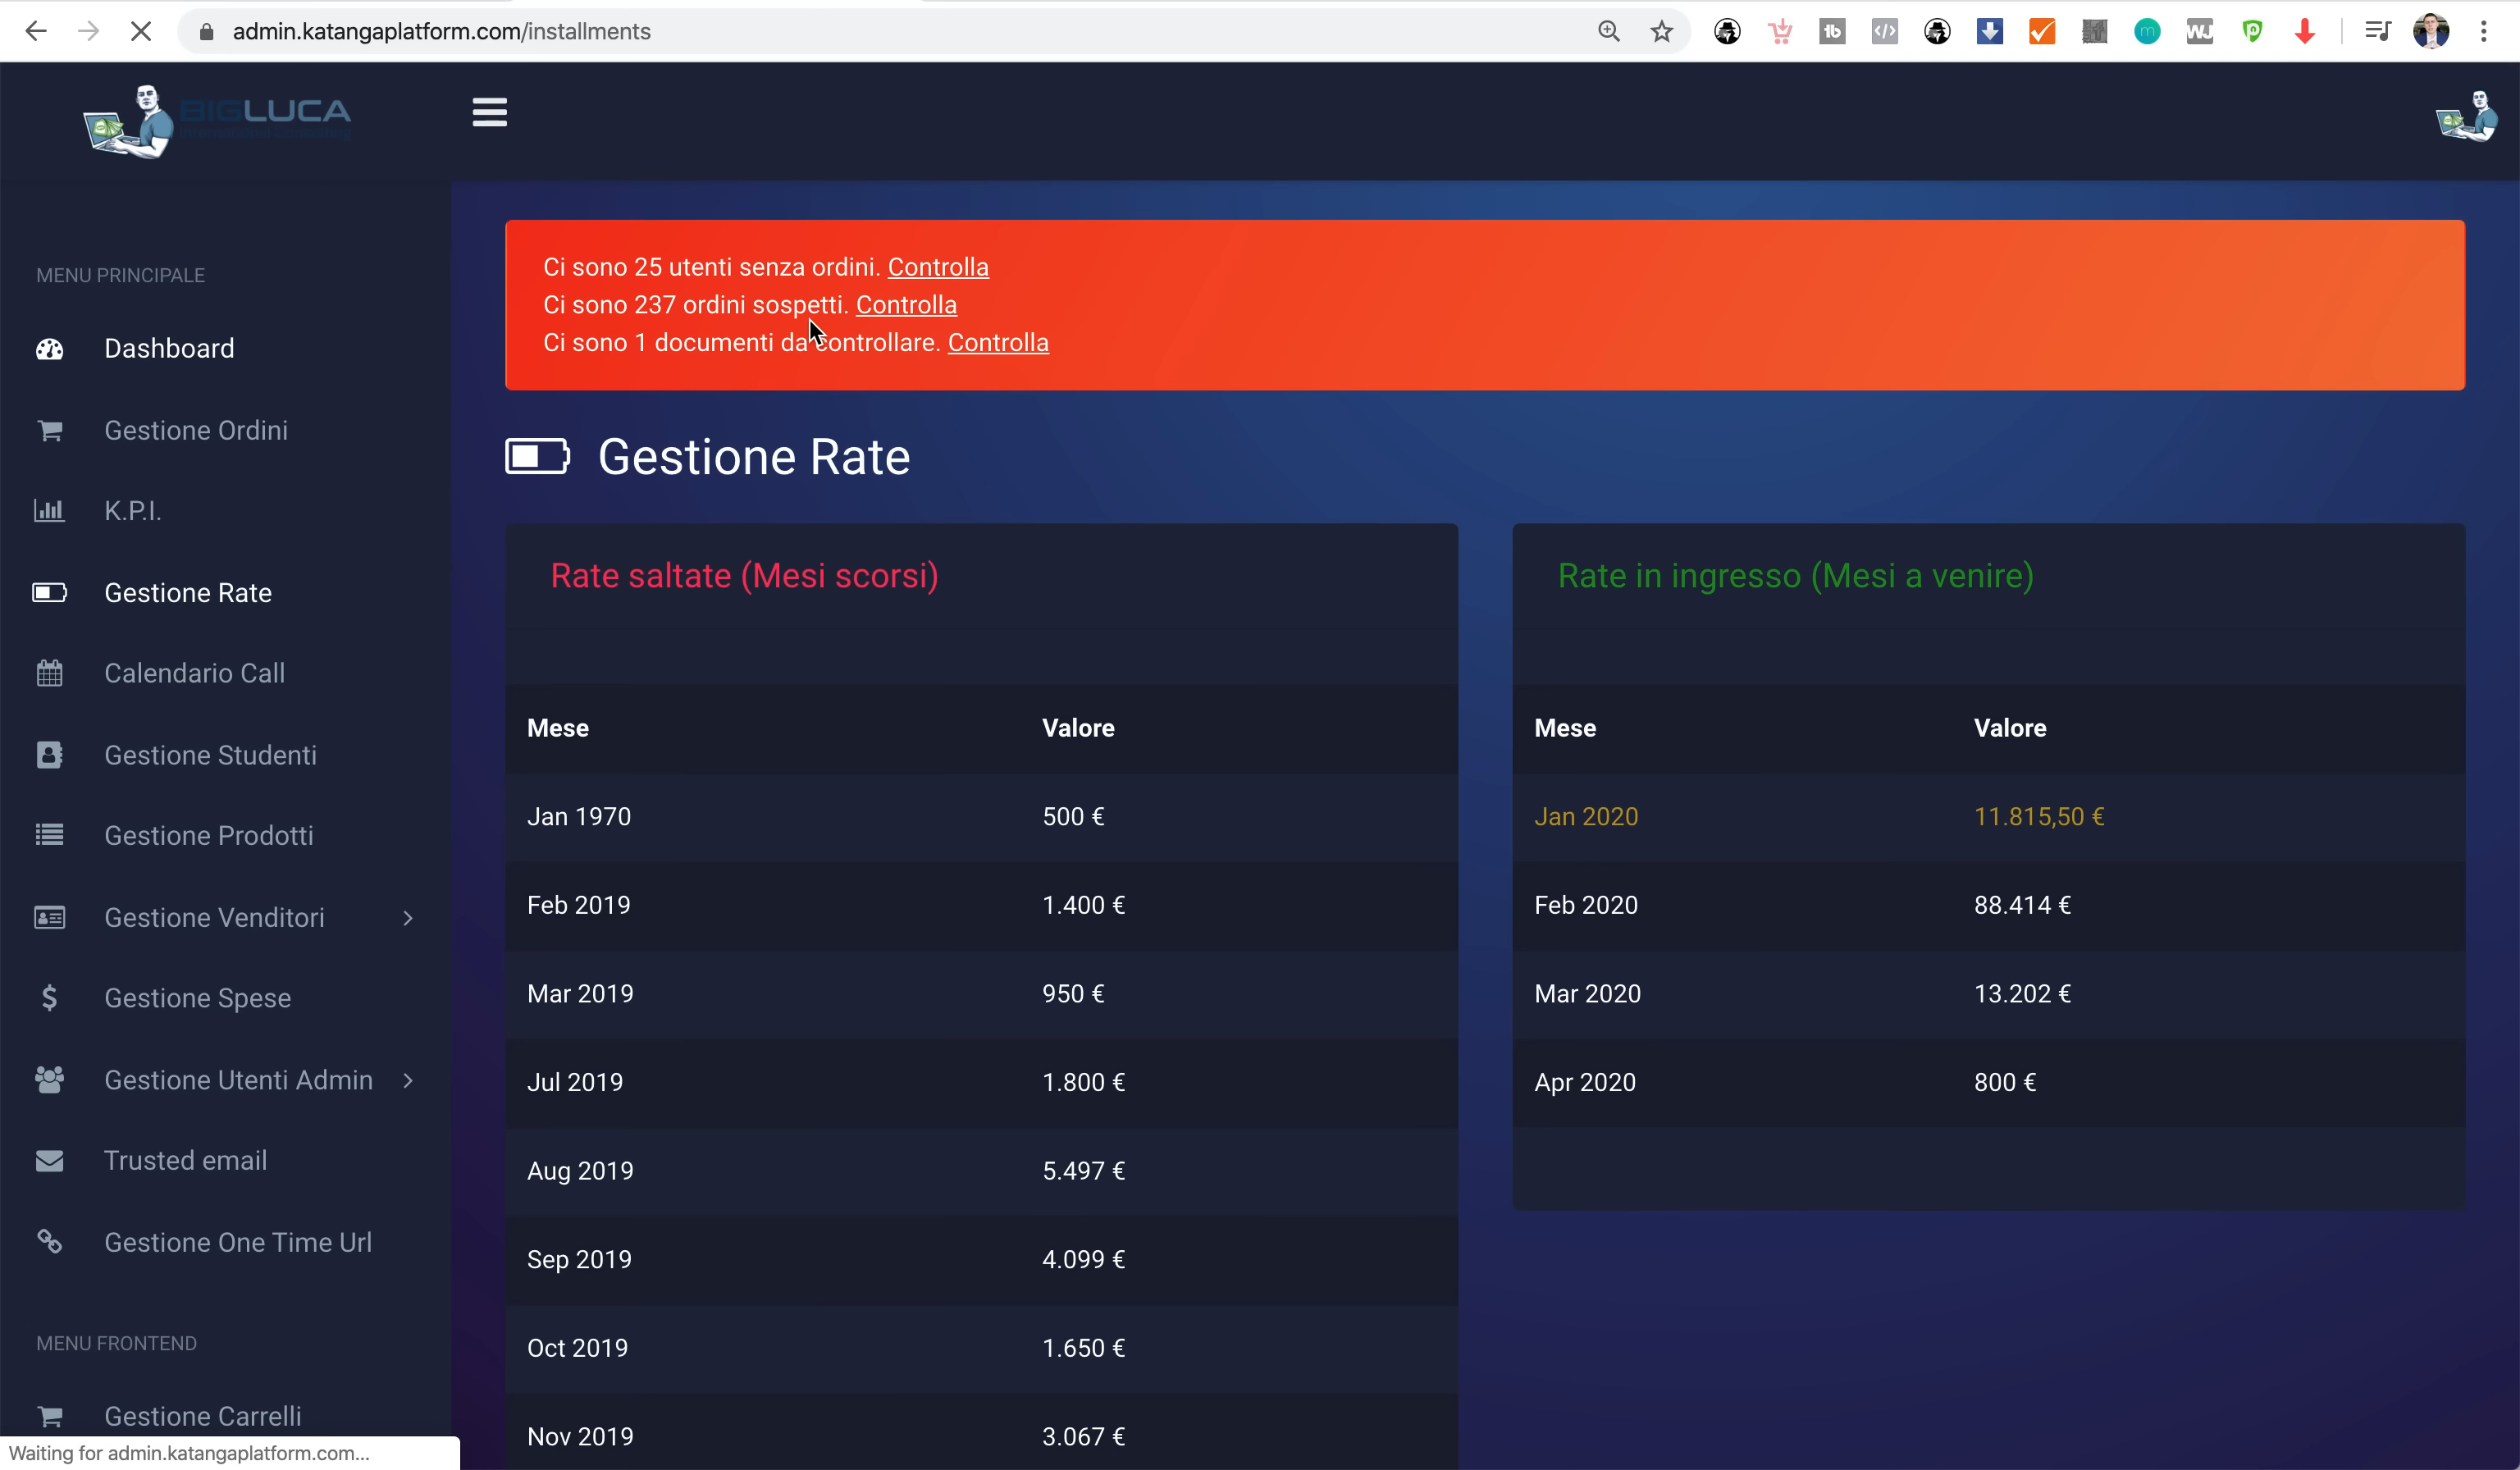 admin.katangaplatform.com/installments
BIGLUCA
MENU PRINCIPALE
Dashboard
Gestione Ordini
K.P.I.
Gestione Rate
Calendario Call
Gestione Studenti
Gestione Prodotti
Gestione Venditori
Gestione Spese
Gestione Utenti Admin
Trusted email
Gestione One Time Url
MENU FRONTEND
Gestione Carrelli
Waiting for admin.katangaplatform.com...
Ci sono 25 utenti senza ordini. Controlla
Ci sono 237 ordini sospetti. Controlla
Ci sono 1 documenti da controllare. Controlla
Gestione Rate
Rate saltate (Mesi scorsi)
Mese Valore
Jan 1970 500 €
Feb 2019 1.400 €
Mar 2019 950 €
Jul 2019 1.800 €
Aug 2019 5.497 €
Sep 2019 4.099 €
Oct 2019 1.650 €
Nov 2019 3.067 €
Rate in ingresso (Mesi a venire)
Mese Valore
Jan 2020 11.815,50 €
Feb 2020 88.414 €
Mar 2020 13.202 €
Apr 2020 800 €